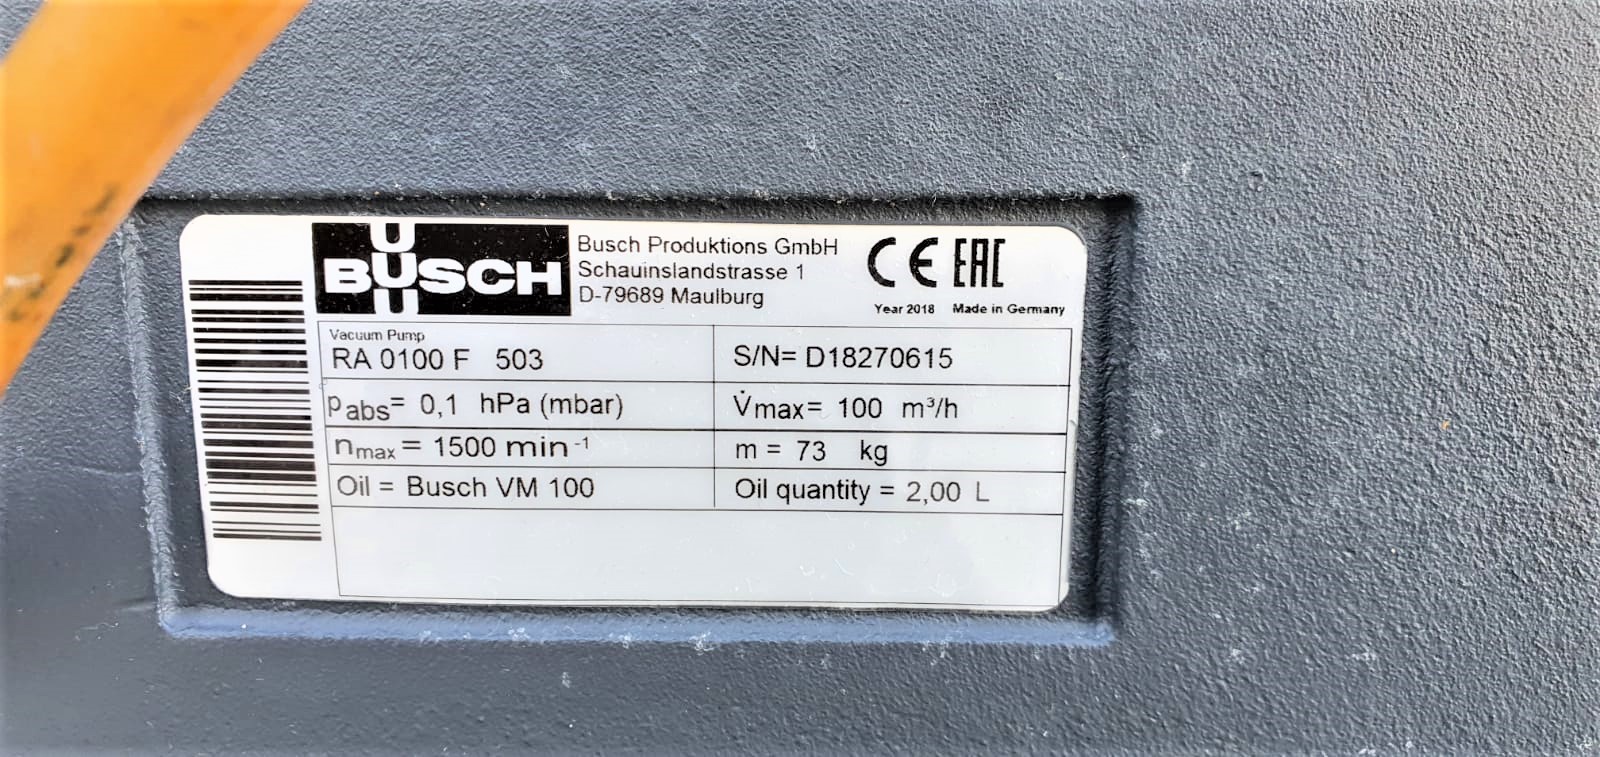 BUSCH
Busch Produktions GmbH
Schauinslandstrasse 1
D-79689 Maulburg
CE EAC
Year 2018 Made in Germany
Vacuum Pump
RA 0100 F 503
S/N= D18270615
pabs= 0,1 hPa (mbar)
V̇max= 100 m³/h
nmax = 1500 min⁻¹
m = 73 kg
Oil = Busch VM 100
Oil quantity = 2,00 L